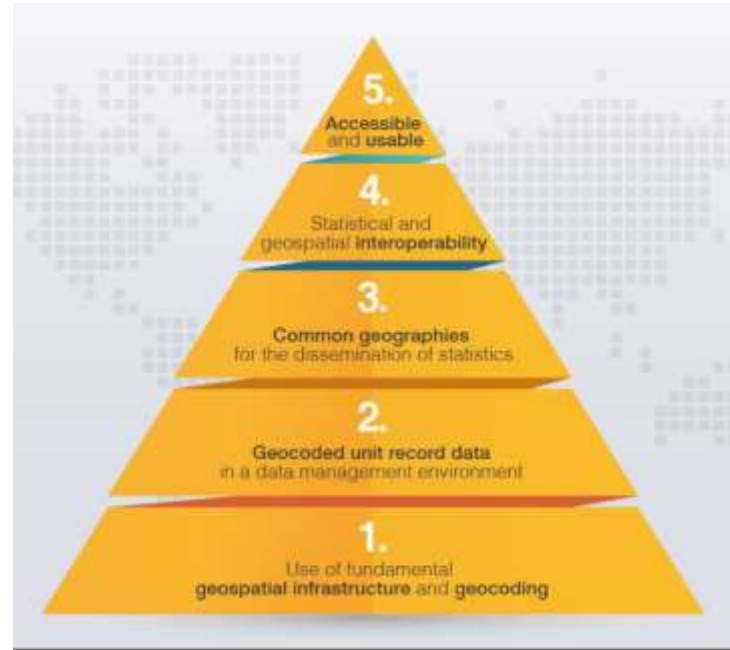 5.
Accessible
and usable
4.
Statistical and
geospatial interoperability
3.
Common geographies
for the dissemination of statistics
2.
Geocoded unit record data
in a data management environment
1.
Use of fundamental
geospatial infrastructure and geocoding